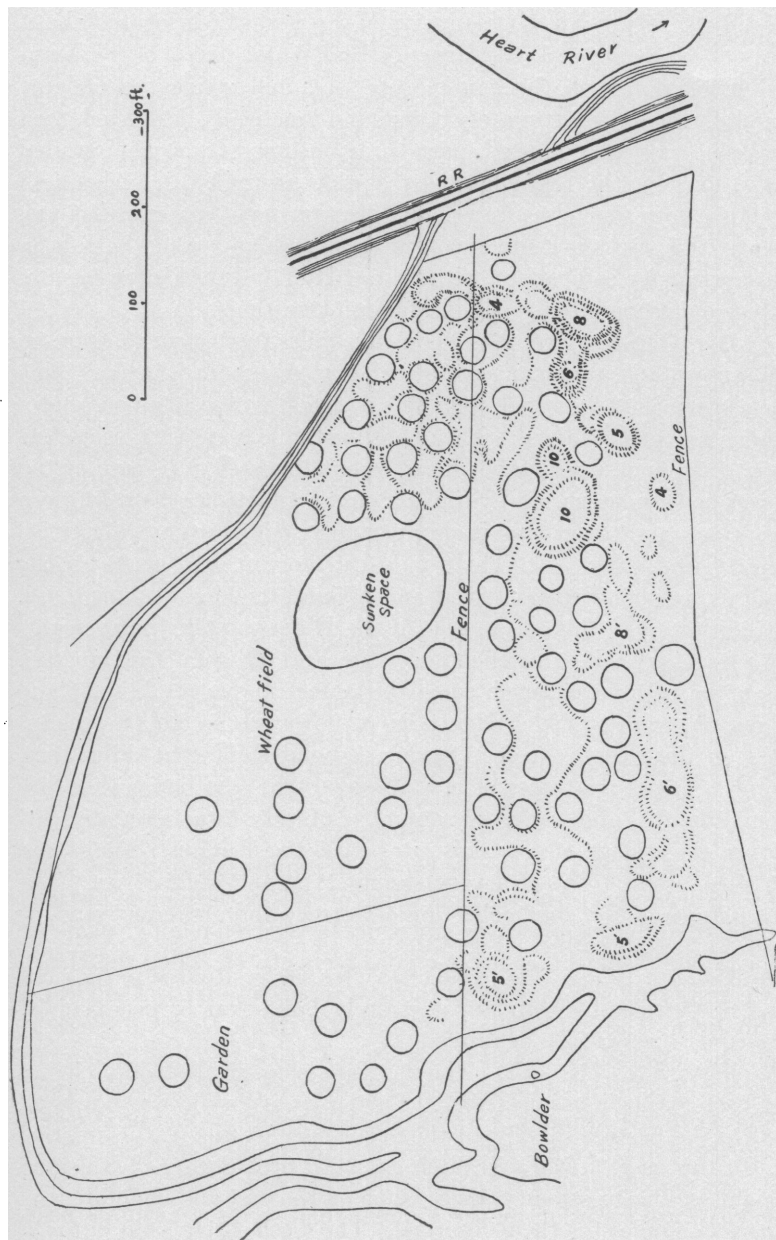 Heart River
300 ft.
200
100
0
R R
4
8
6'
5
10
10
4
Fence
Sunken
space
Fence
8'
Wheat field
6'
5
5'
Garden
Bowlder